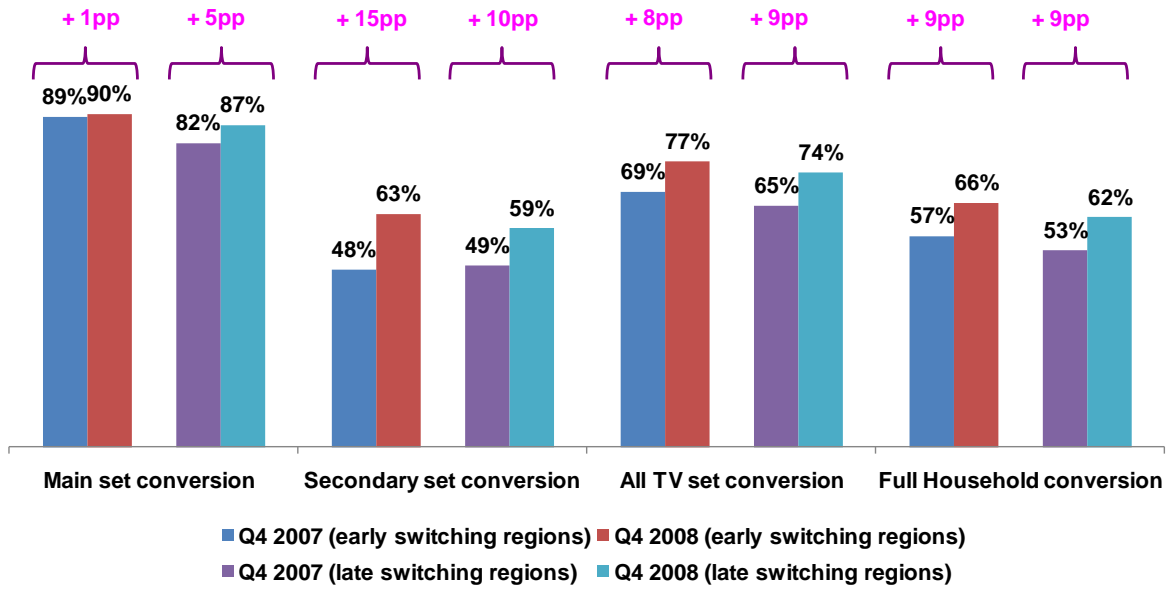 + 1pp + 5pp + 15pp + 10pp + 8pp + 9pp + 9pp + 9pp
89% 90% 82% 87% 48% 63% 49% 59% 69% 77% 65% 74% 57% 66% 53% 62%
Main set conversion Secondary set conversion All TV set conversion Full Household conversion
Q4 2007 (early switching regions) Q4 2008 (early switching regions)
Q4 2007 (late switching regions) Q4 2008 (late switching regions)